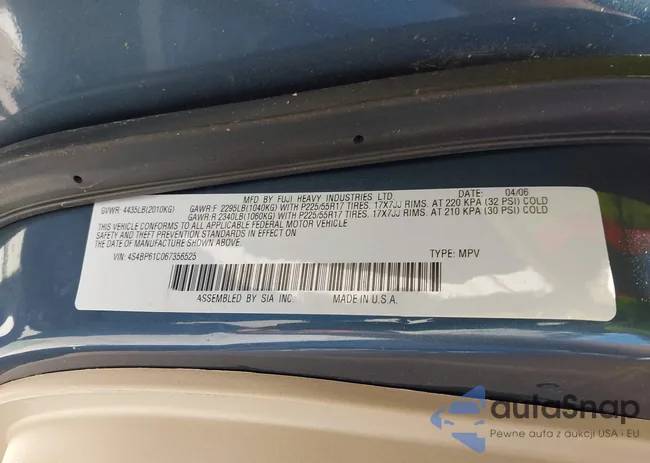 MFD BY FUJI HEAVY INDUSTRIES LTD. DATE: 04/06
GVWR: 4435LB(2010KG) GAWR:F 2295LB(1040KG) WITH P225/55R17 TIRES. 17X7JJ RIMS. AT 220 KPA (32 PSI) COLD
GAWR:R 2340LB(1060KG) WITH P225/55R17 TIRES. 17X7JJ RIMS. AT 210 KPA (30 PSI) COLD
THIS VEHICLE CONFORMS TO ALL APPLICABLE FEDERAL MOTOR VEHICLE
SAFETY AND THEFT PREVENTION STANDARDS IN EFFECT ON THE
DATE OF MANUFACTURE SHOWN ABOVE.
VIN: 4S4BP61C067356525 TYPE: MPV
ASSEMBLED BY SIA INC. MADE IN U.S.A.
autoSnap
Pewne auta z aukcji USA i EU